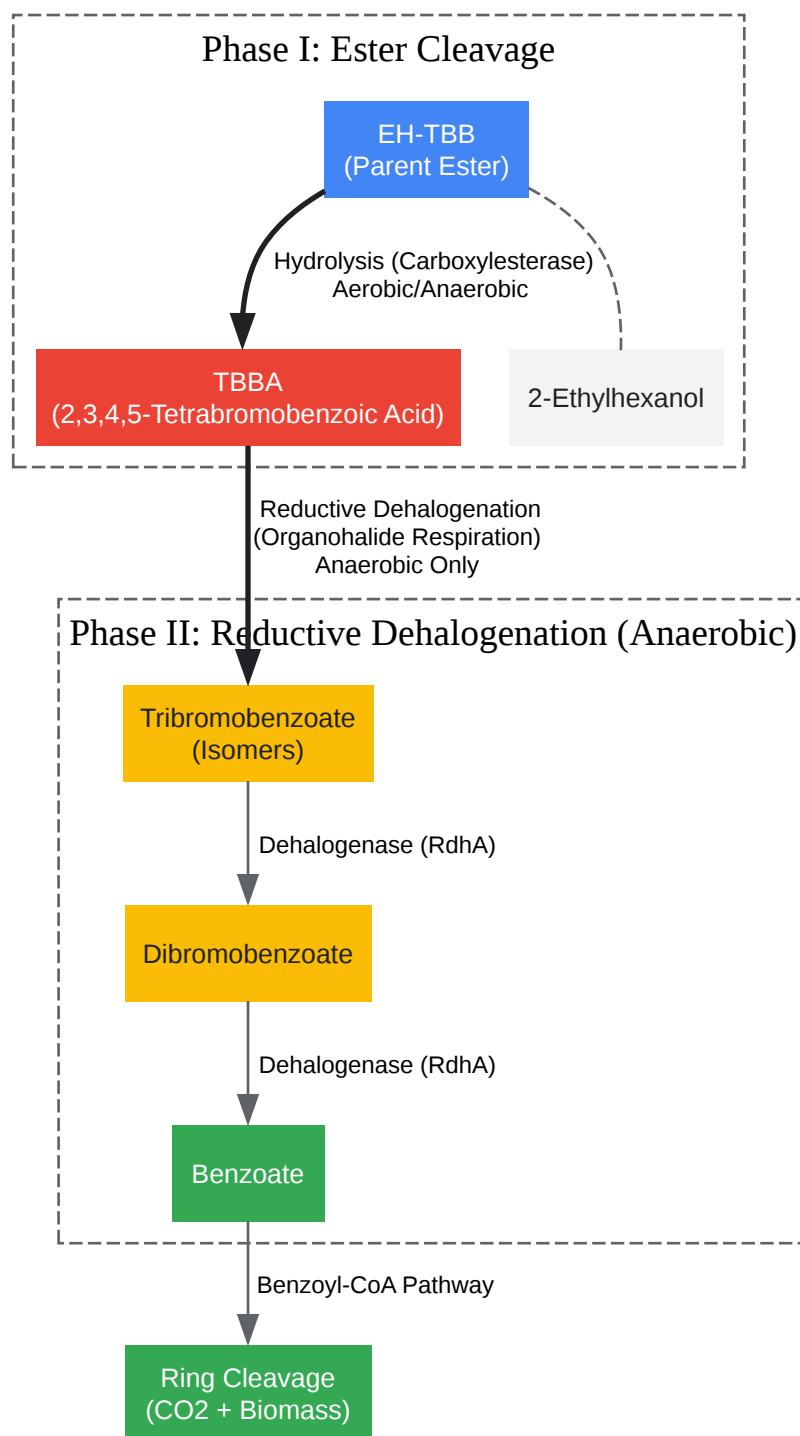 Phase I: Ester Cleavage
EH-TBB
(Parent Ester)
Hydrolysis (Carboxylesterase)
Aerobic/Anaerobic
TBBA
(2,3,4,5-Tetrabromobenzoic Acid)
2-Ethylhexanol
Reductive Dehalogenation
(Organohalide Respiration)
Anaerobic Only
Phase II: Reductive Dehalogenation (Anaerobic)
Tribromobenzoate
(Isomers)
Dehalogenase (RdhA)
Dibromobenzoate
Dehalogenase (RdhA)
Benzoate
Benzoyl-CoA Pathway
Ring Cleavage
(CO2 + Biomass)